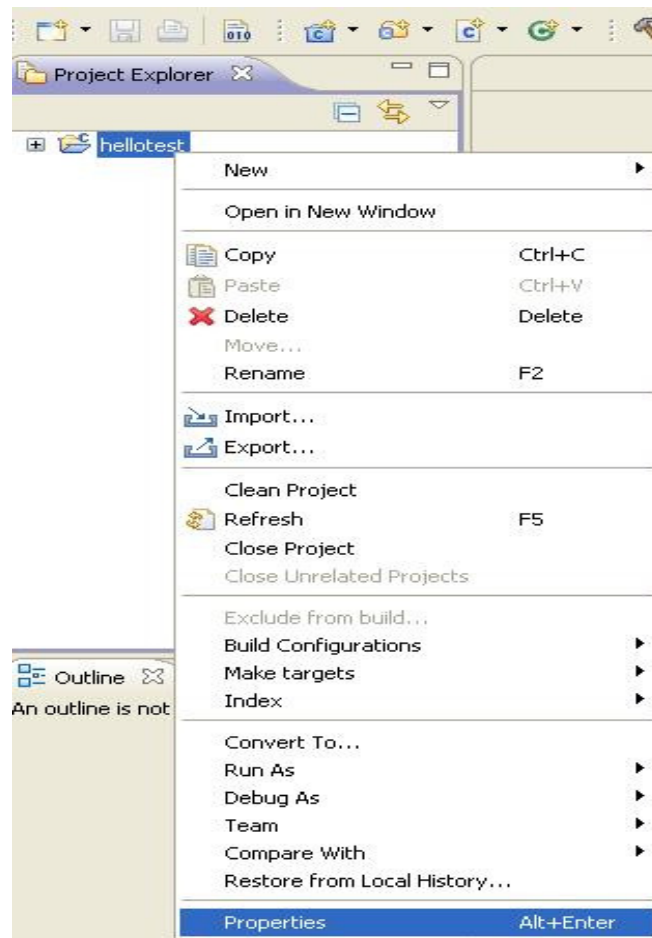 010
Project Explorer
hellotest
New
Open in New Window
Copy Ctrl+C
Paste Ctrl+V
Delete Delete
Move...
Rename F2
Import...
Export...
Clean Project
Refresh F5
Close Project
Close Unrelated Projects
Exclude from build...
Build Configurations
Make targets
Index
Convert To...
Run As
Debug As
Team
Compare With
Restore from Local History...
Properties Alt+Enter
Outline
An outline is not